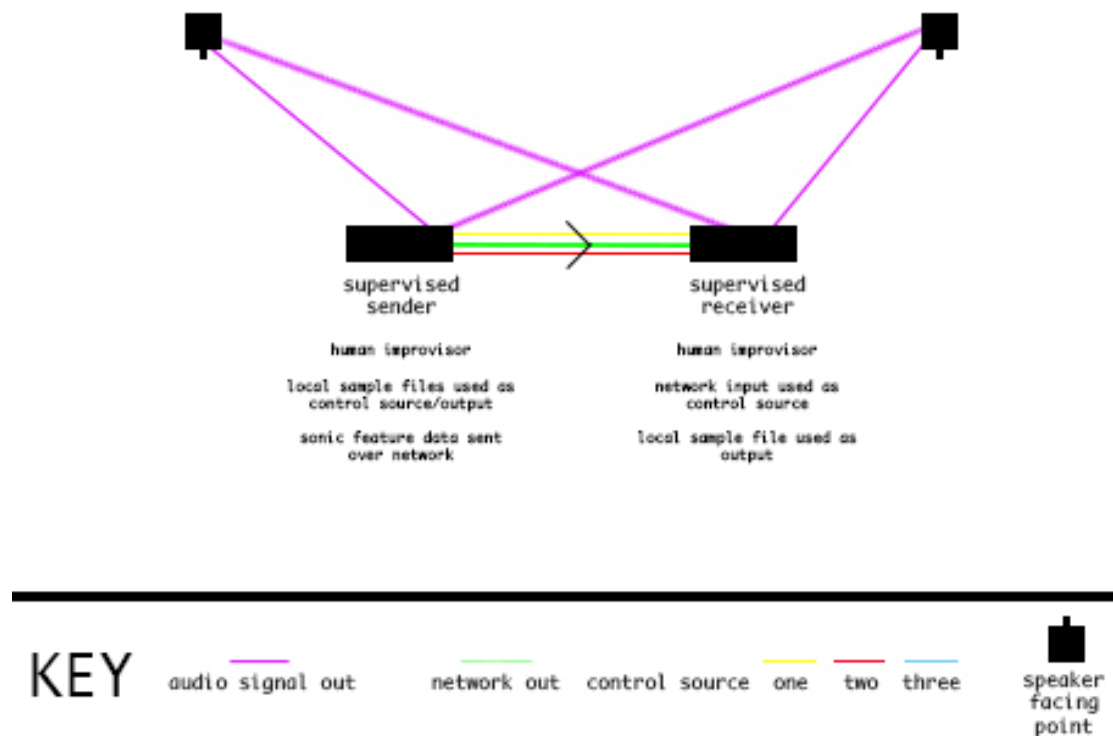 supervised
sender
human improvisor
local sample files used as
control source/output
sonic feature data sent
over network
supervised
receiver
human improvisor
network input used as
control source
local sample file used as
output
KEY
audio signal out
network out
control source one two three
speaker
facing
point